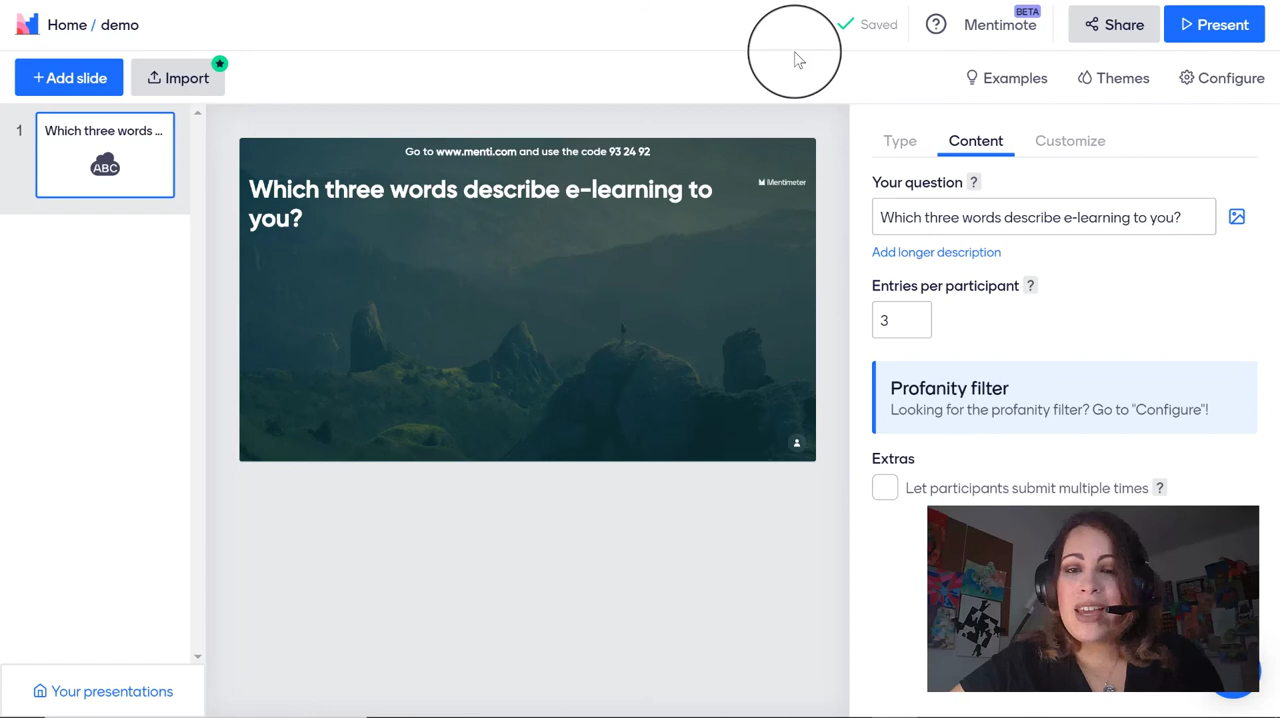 Home / demo
Saved
Mentimote
BETA
Share
Present
+ Add slide
Import
Examples
Themes
Configure
1
Which three words ...
ABC
Go to www.menti.com and use the code 93 24 92
Which three words describe e-learning to
you?
Mentimeter
Type
Content
Customize
Your question ?
Which three words describe e-learning to you?
Add longer description
Entries per participant ?
3
Profanity filter
Looking for the profanity filter? Go to "Configure"!
Extras
Let participants submit multiple times ?
Your presentations